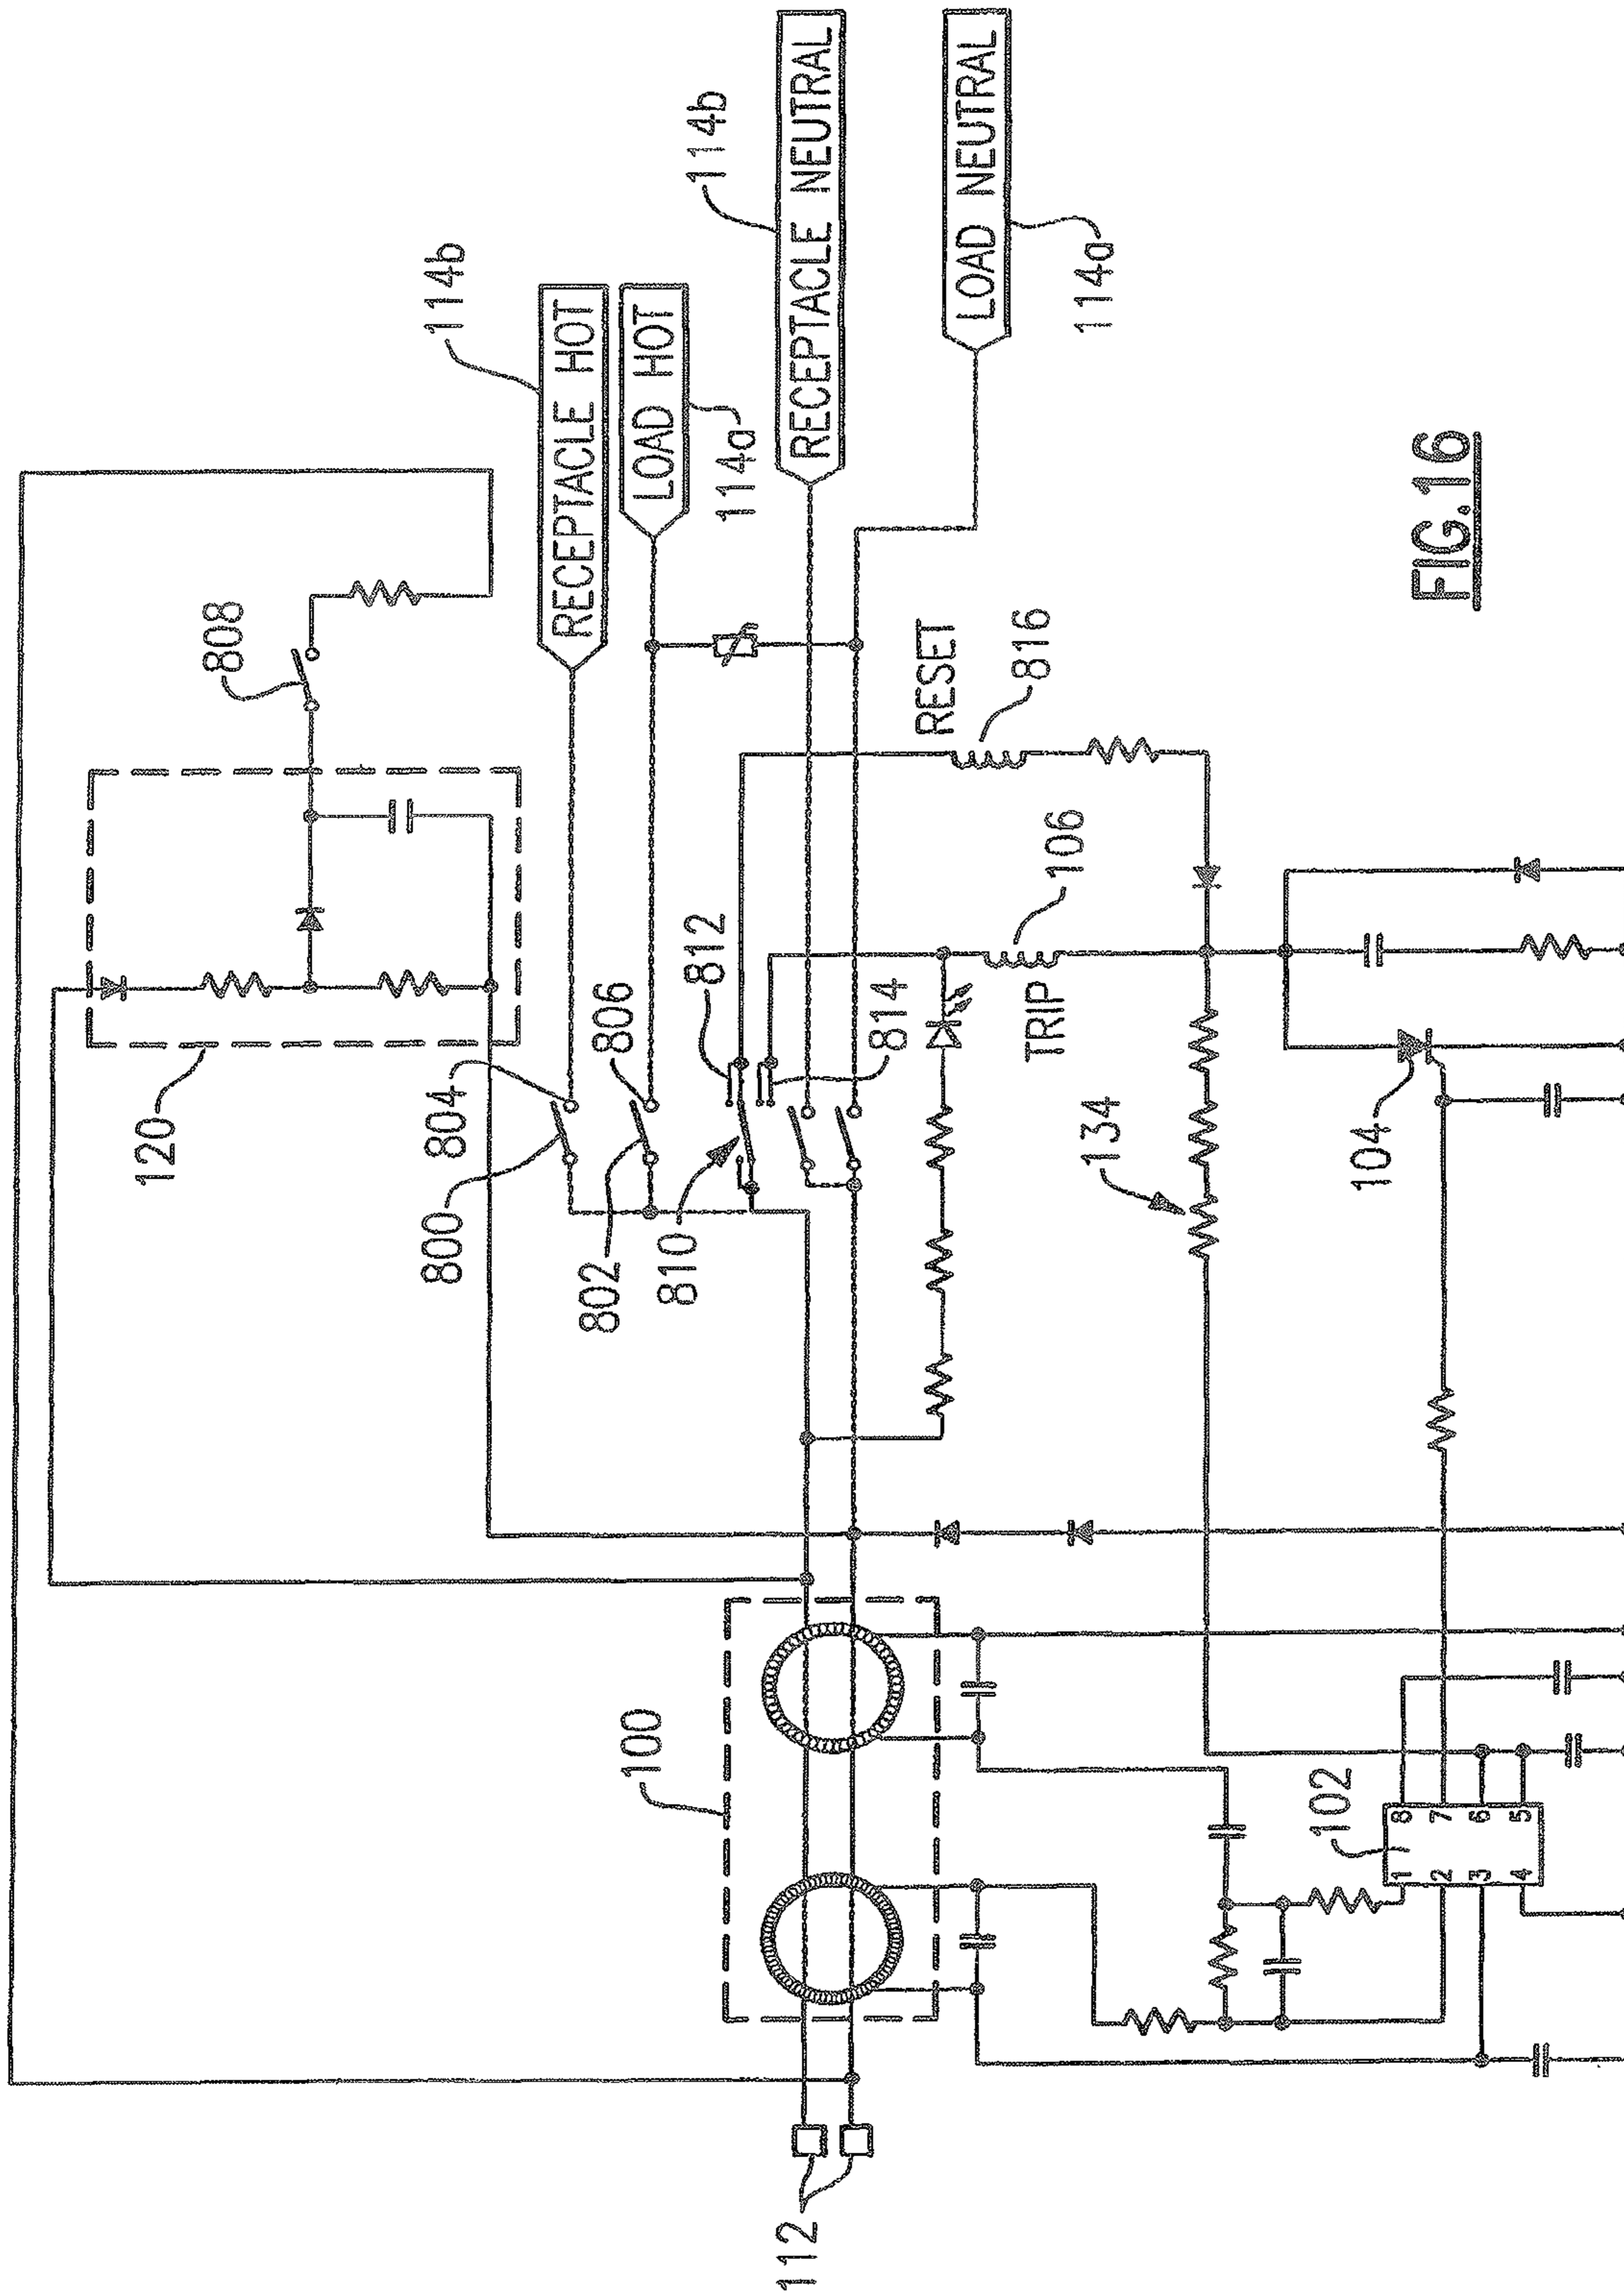 112
100
102
1
2
3
4
8
7
6
5
120
800
804
802
806
810
812
814
808
114b
RECEPTACLE HOT
LOAD HOT
114a
114b
RECEPTACLE NEUTRAL
LOAD NEUTRAL
114a
RESET
816
TRIP
106
134
104
FIG.16